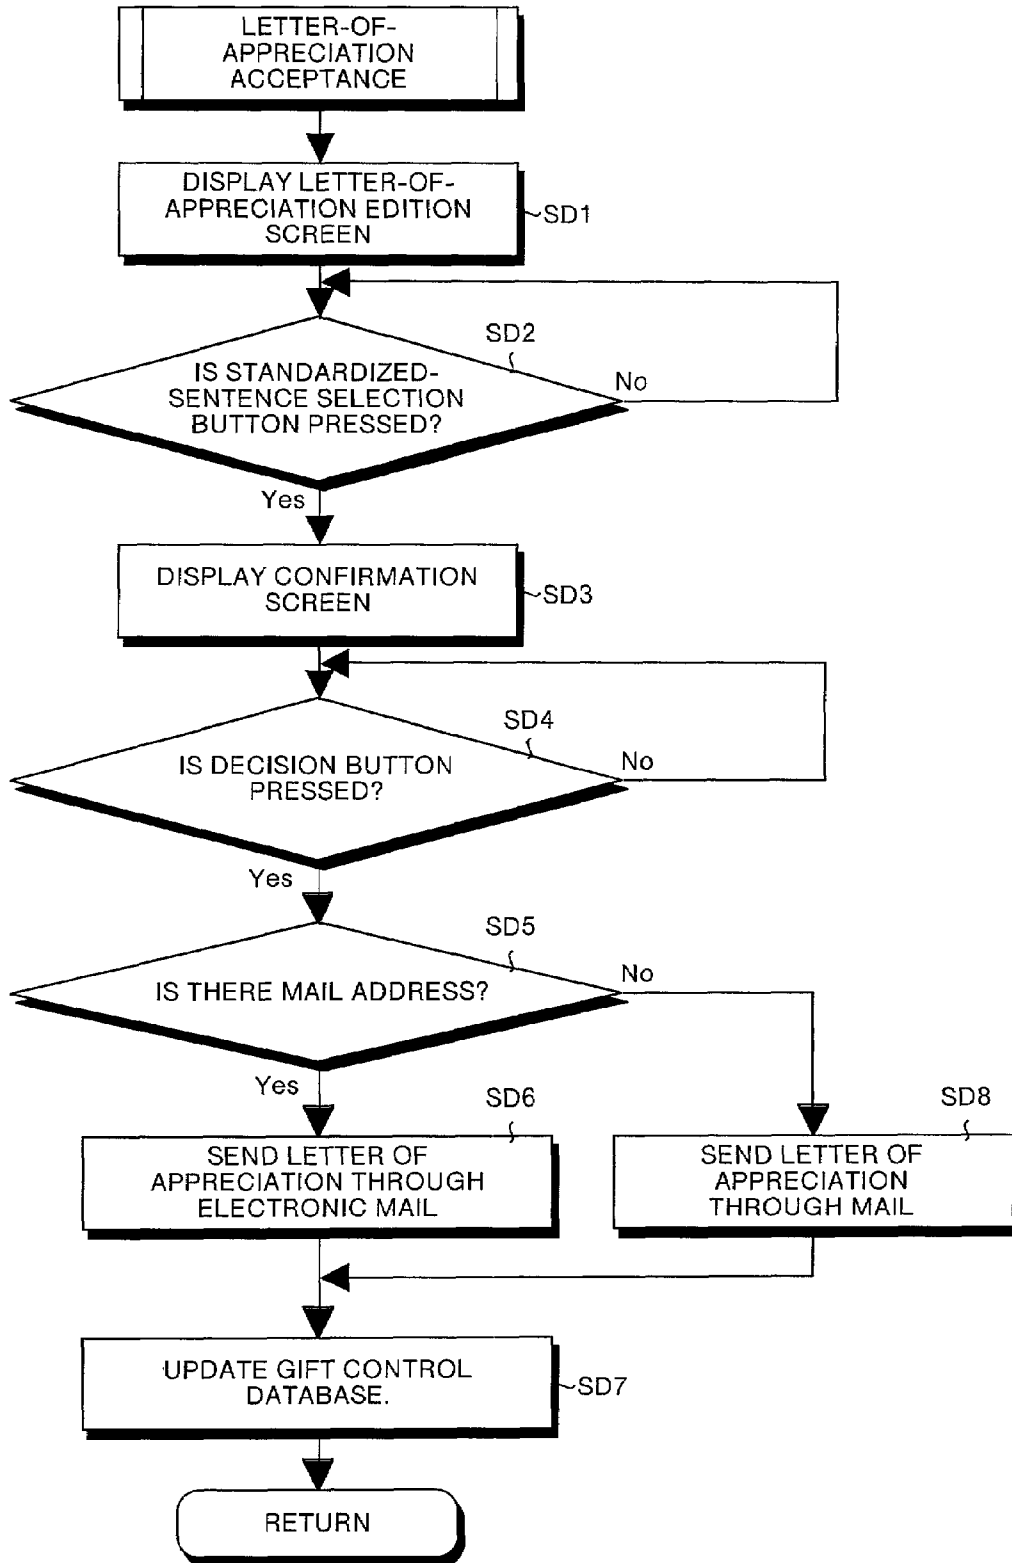 LETTER-OF-
APPRECIATION
ACCEPTANCE
DISPLAY LETTER-OF-
APPRECIATION EDITION
SCREEN
SD1
SD2
IS STANDARDIZED-
SENTENCE SELECTION
BUTTON PRESSED?
No
Yes
DISPLAY CONFIRMATION
SCREEN
SD3
SD4
IS DECISION BUTTON
PRESSED?
No
Yes
SD5
IS THERE MAIL ADDRESS?
No
Yes
SD6
SEND LETTER OF
APPRECIATION THROUGH
ELECTRONIC MAIL
SD8
SEND LETTER OF
APPRECIATION
THROUGH MAIL
UPDATE GIFT CONTROL
DATABASE.
SD7
RETURN